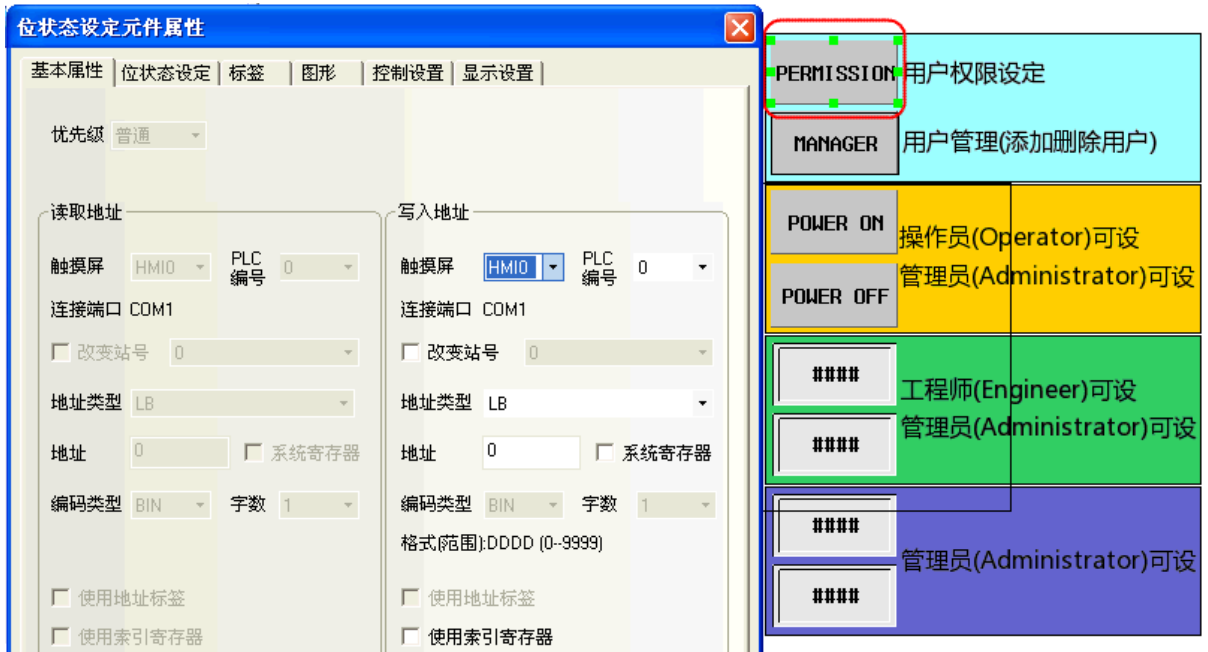 位状态设定元件属性
基本属性 位状态设定 标签 图形 控制设置 显示设置
优先级 普通
读取地址
触摸屏 HMI0 PLC编号 0
连接端口 COM1
改变站号 0
地址类型 LB
地址 0 系统寄存器
编码类型 BIN 字数 1
使用地址标签
使用索引寄存器
写入地址
触摸屏 HMI0 PLC编号 0
连接端口 COM1
改变站号 0
地址类型 LB
地址 0 系统寄存器
编码类型 BIN 字数 1
格式(范围):DDDD (0--9999)
使用地址标签
使用索引寄存器
PERMISSION 用户权限设定
MANAGER 用户管理(添加删除用户)
POWER ON 操作员(Operator)可设
POWER OFF 管理员(Administrator)可设
#### 工程师(Engineer)可设
#### 管理员(Administrator)可设
####
管理员(Administrator)可设
####